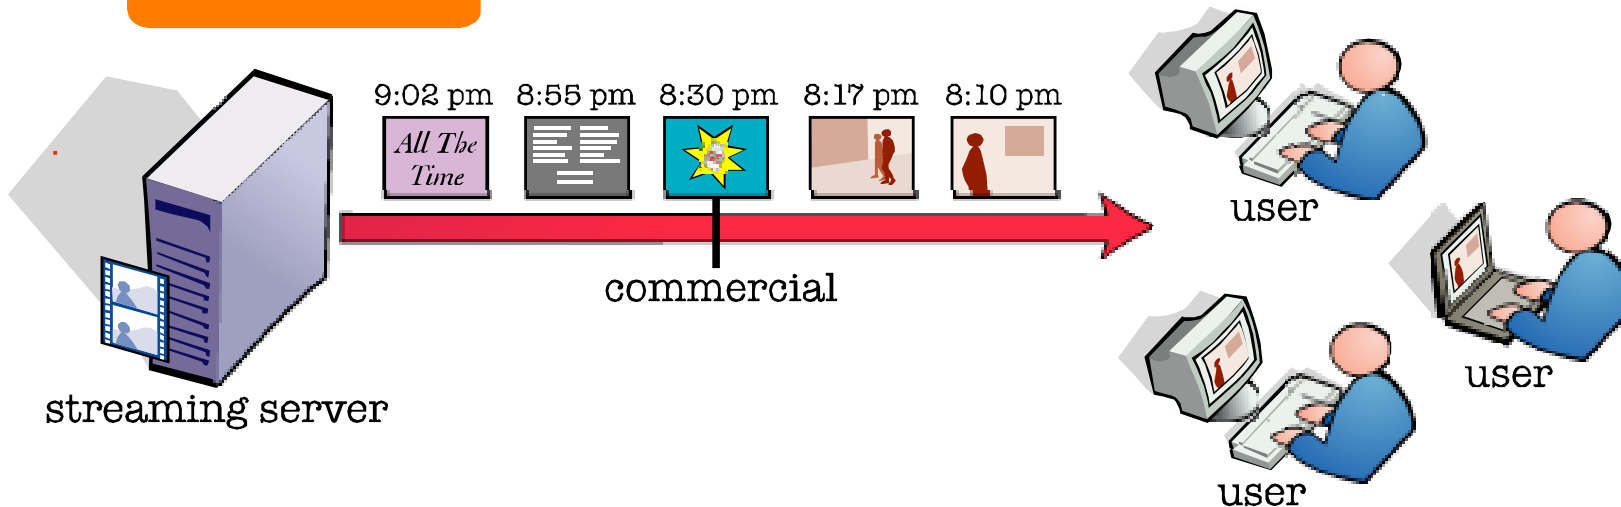 9:02 pm 8:55 pm 8:30 pm 8:17 pm 8:10 pm
All The
Time
user
commercial
user
streaming server
user